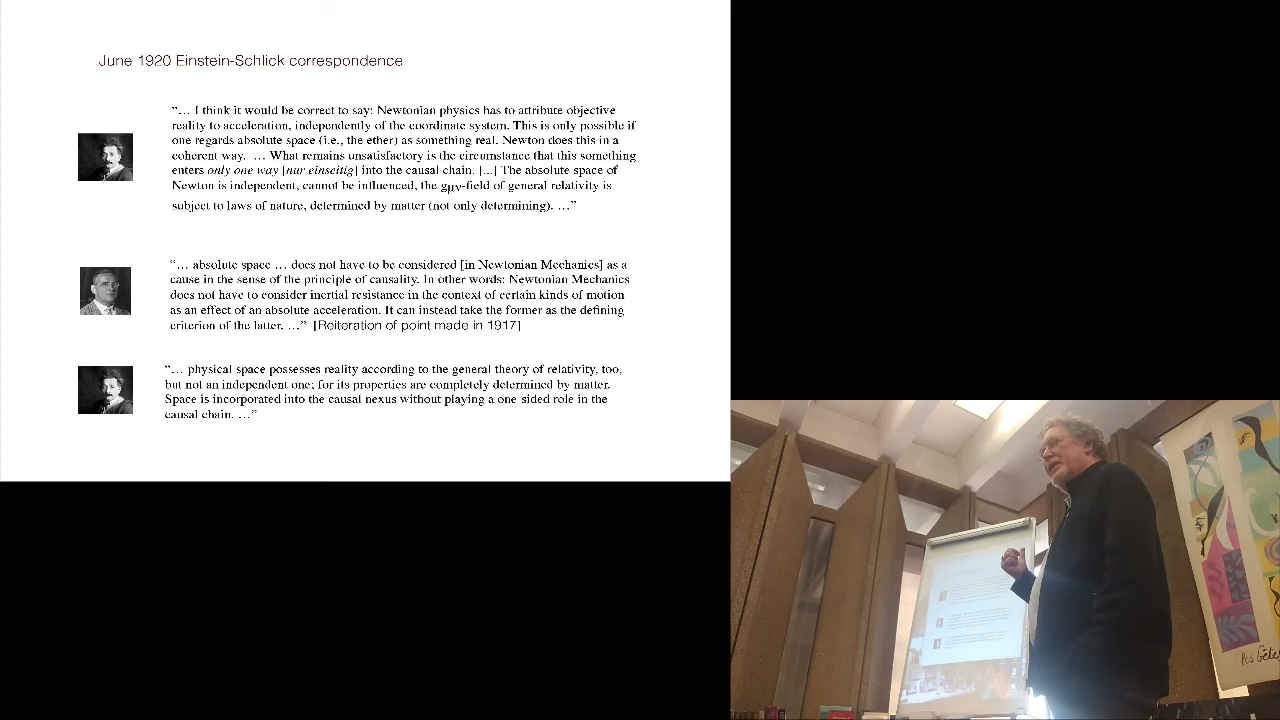 June 1920 Einstein-Schlick correspondence
“… I think it would be correct to say: Newtonian physics has to attribute objective
reality to acceleration, independently of the coordinate system. This is only possible if
one regards absolute space (i.e., the ether) as something real. Newton does this in a
coherent way. … What remains unsatisfactory is the circumstance that this something
enters only one way [nur einseitig] into the causal chain. [...] The absolute space of
Newton is independent, cannot be influenced, the gμν-field of general relativity is
subject to laws of nature, determined by matter (not only determining). …”
“… absolute space … does not have to be considered [in Newtonian Mechanics] as a
cause in the sense of the principle of causality. In other words: Newtonian Mechanics
does not have to consider inertial resistance in the context of certain kinds of motion
as an effect of an absolute acceleration. It can instead take the former as the defining
criterion of the latter. …” [Reiteration of point made in 1917]
“… physical space possesses reality according to the general theory of relativity, too,
but not an independent one; for its properties are completely determined by matter.
Space is incorporated into the causal nexus without playing a one-sided role in the
causal chain. …”